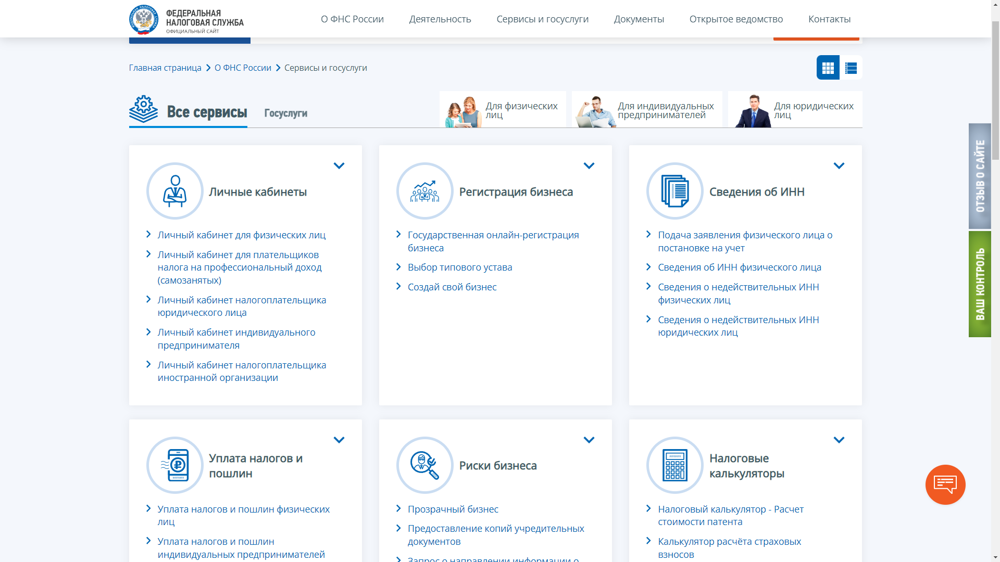 ФЕДЕРАЛЬНАЯ
НАЛОГОВАЯ СЛУЖБА
ОФИЦИАЛЬНЫЙ САЙТ
О ФНС России
Деятельность
Сервисы и госуслуги
Документы
Открытое ведомство
Контакты
Главная страница
О ФНС России
Сервисы и госуслуги
Все сервисы
Госуслуги
Для физических
лиц
Для индивидуальных
предпринимателей
Для юридических
лиц
Личные кабинеты
Личный кабинет для физических лиц
Личный кабинет для плательщиков
налога на профессиональный доход
(самозанятых)
Личный кабинет налогоплательщика
юридического лица
Личный кабинет индивидуального
предпринимателя
Личный кабинет налогоплательщика
иностранной организации
Регистрация бизнеса
Государственная онлайн-регистрация
бизнеса
Выбор типового устава
Создай свой бизнес
Сведения об ИНН
Подача заявления физического лица о
постановке на учет
Сведения об ИНН физического лица
Сведения о недействительных ИНН
физических лиц
Сведения о недействительных ИНН
юридических лиц
Уплата налогов и
пошлин
Уплата налогов и пошлин физических
лиц
Уплата налогов и пошлин
индивидуальных предпринимателей
Риски бизнеса
Прозрачный бизнес
Предоставление копий учредительных
документов
Запрос о направлении информации о
Налоговые
калькуляторы
Налоговый калькулятор - Расчет
стоимости патента
Калькулятор расчёта страховых
взносов
ОТЗЫВ О САЙТЕ
ВАШ КОНТРОЛЬ